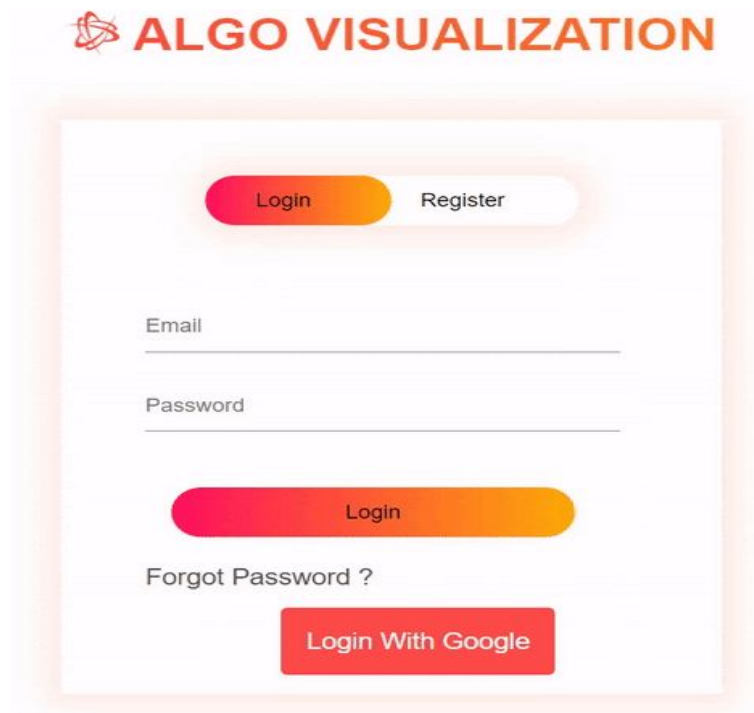 ALGO VISUALIZATION
Login Register
Email
Password
Login
Forgot Password ?
Login With Google